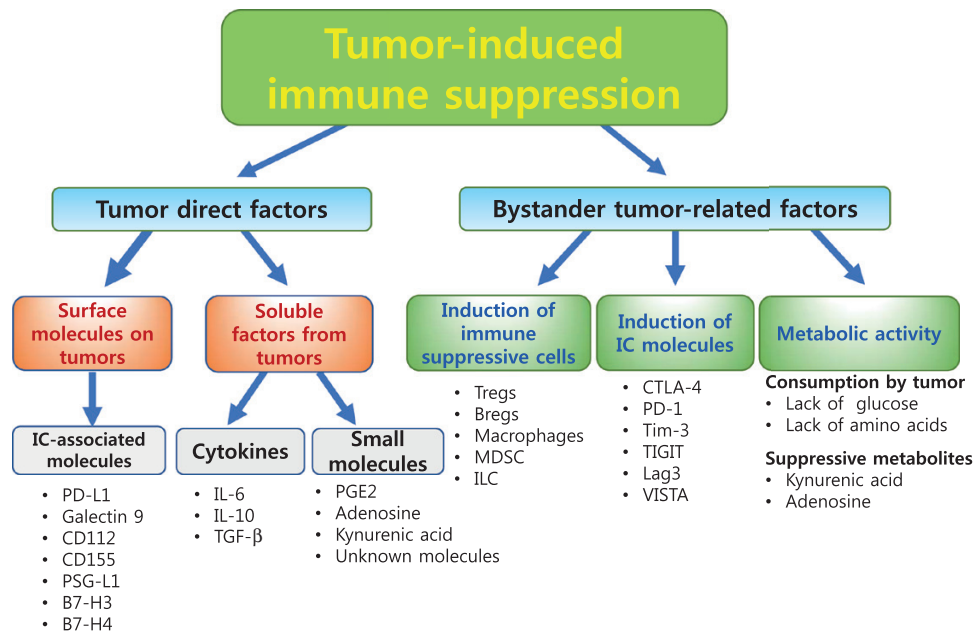 Tumor-induced
immune suppression
Tumor direct factors
Bystander tumor-related factors
Surface
molecules on
tumors
Soluble
factors from
tumors
Induction of
immune
suppressive cells
Induction of
IC molecules
Metabolic activity
IC-associated
molecules
• PD-L1
• Galectin 9
• CD112
• CD155
• PSG-L1
• B7-H3
• B7-H4
Cytokines
• IL-6
• IL-10
• TGF-β
Small
molecules
• PGE2
• Adenosine
• Kynurenic acid
• Unknown molecules
• Tregs
• Bregs
• Macrophages
• MDSC
• ILC
• CTLA-4
• PD-1
• Tim-3
• TIGIT
• Lag3
• VISTA
Consumption by tumor
• Lack of glucose
• Lack of amino acids
Suppressive metabolites
• Kynurenic acid
• Adenosine